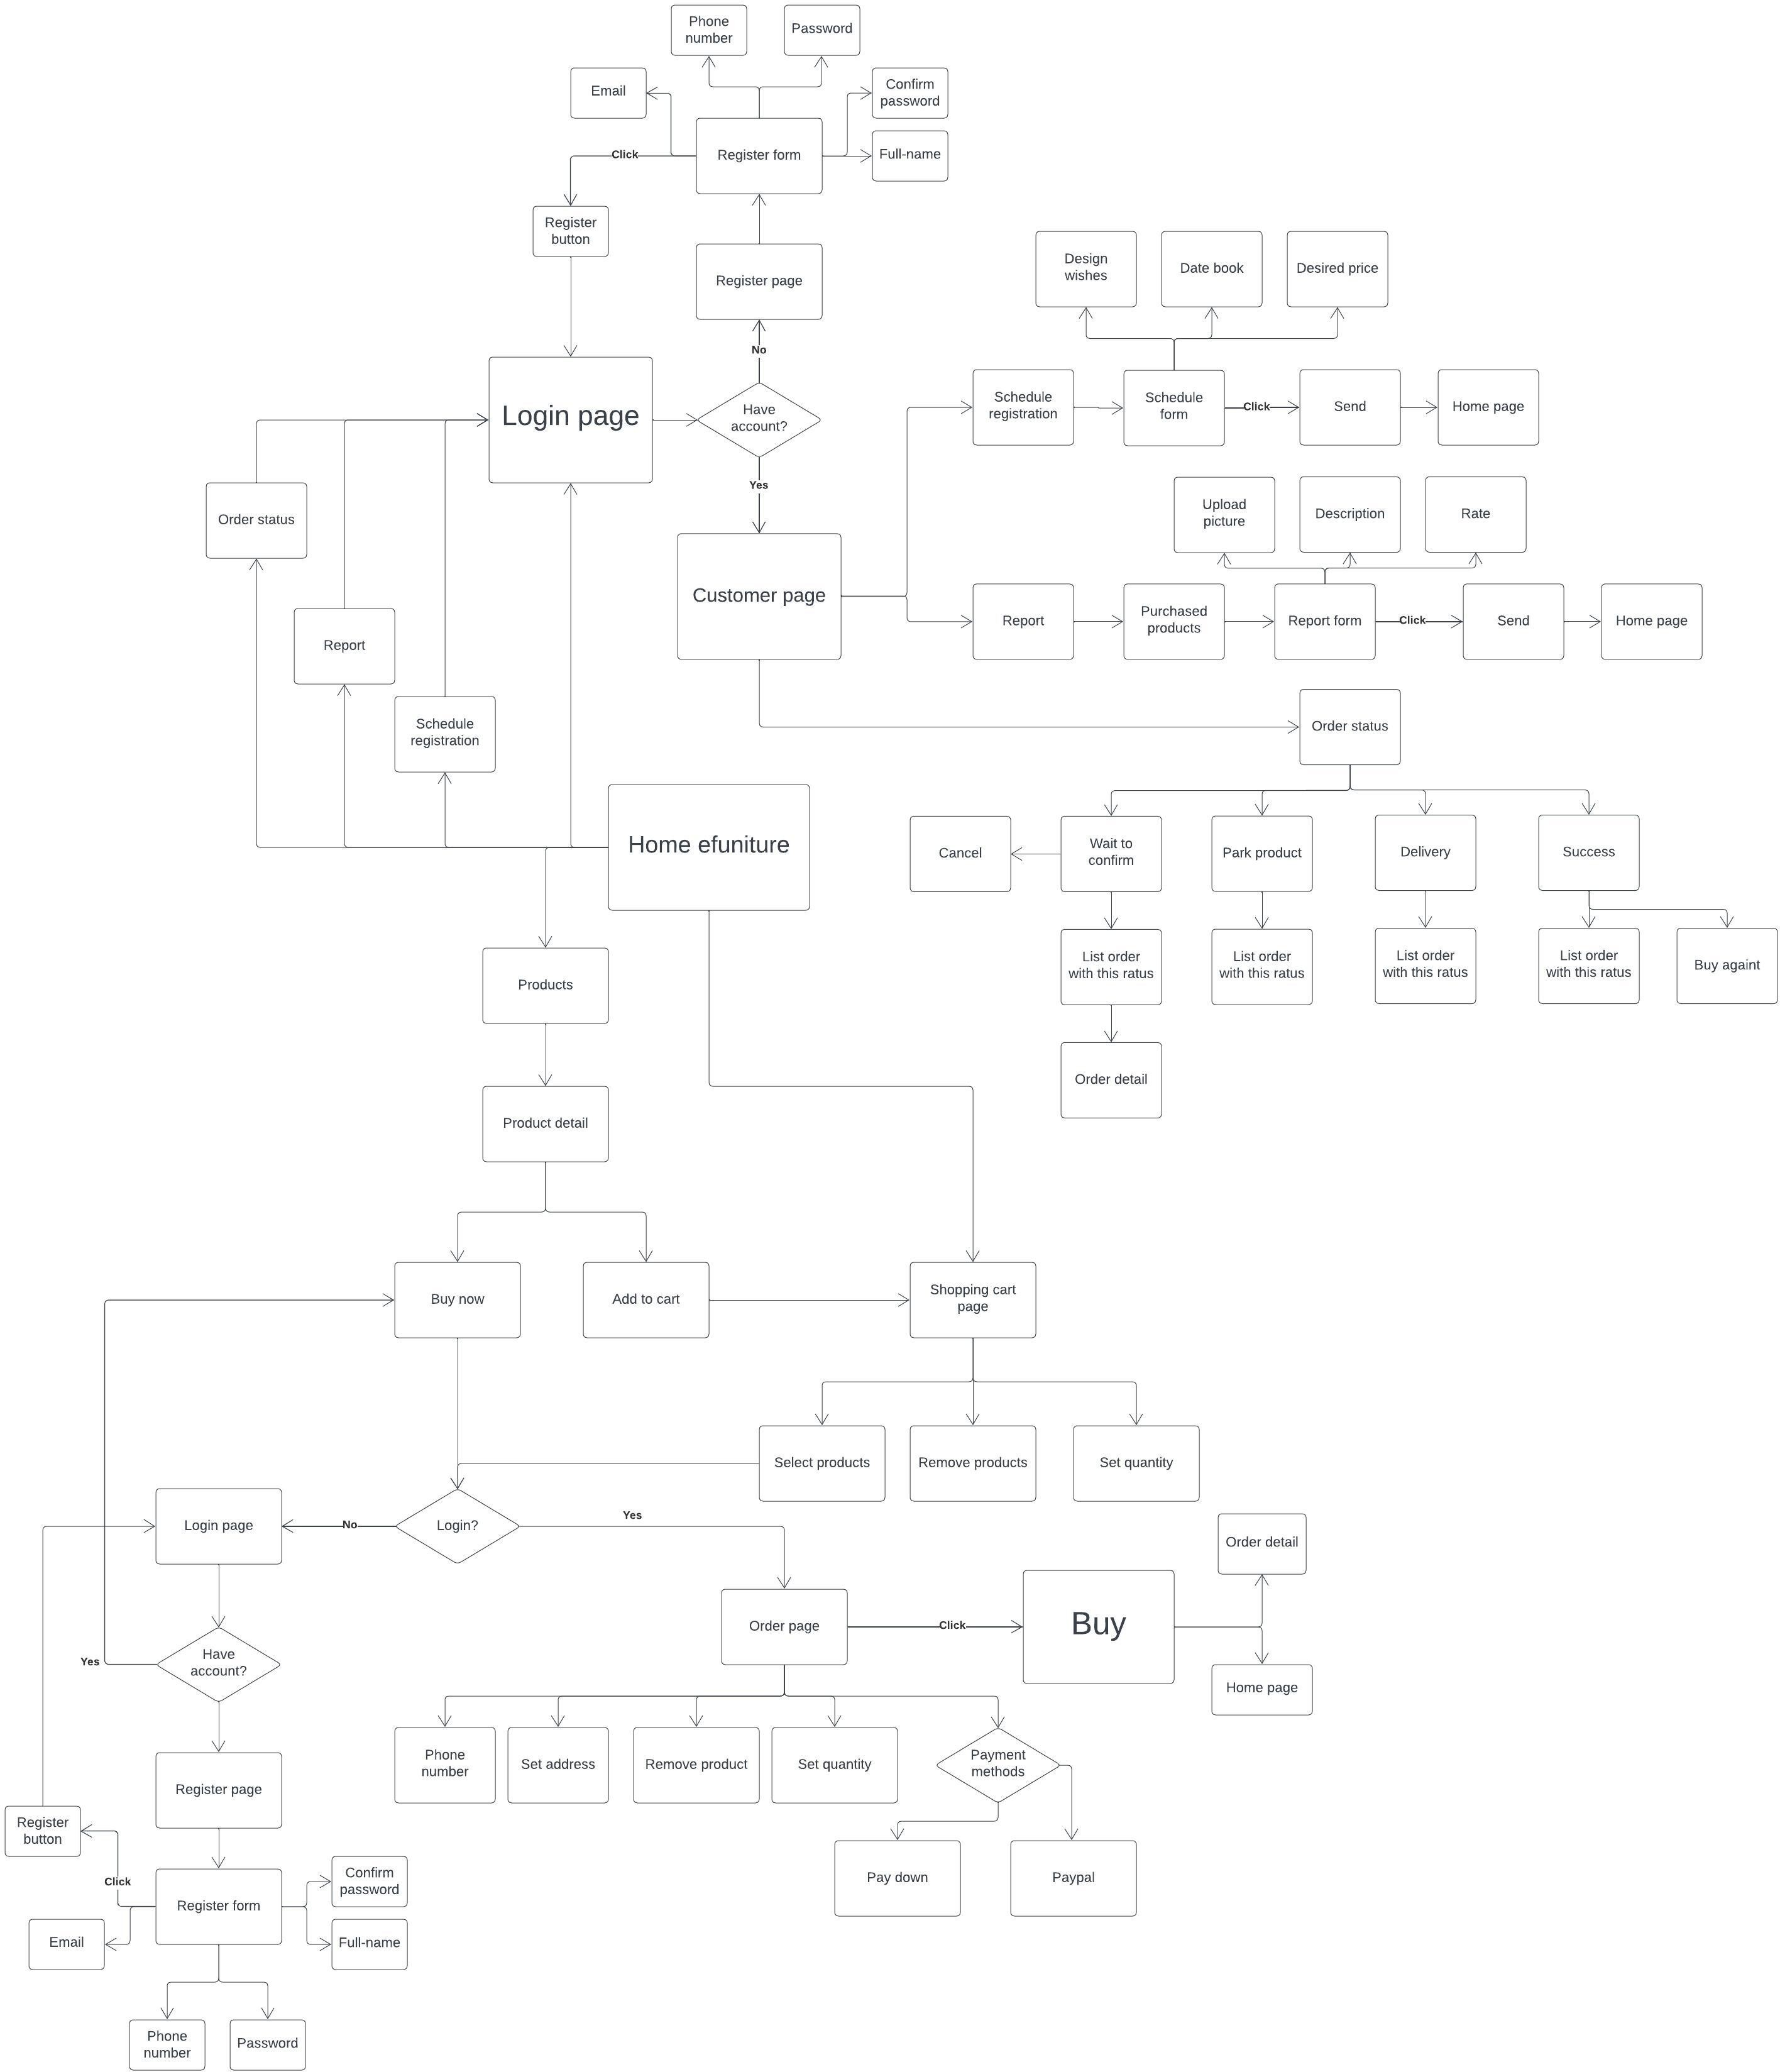 Phone
number
Password
Email
Confirm
password
Register form
Full-name
Click
Register
button
Register page
Design
wishes
Date book
Desired price
No
Login page
Have
account?
Schedule
registration
Schedule
form
Click
Send
Home page
Yes
Order status
Upload
picture
Description
Rate
Customer page
Report
Report
Purchased
products
Report form
Click
Send
Home page
Schedule
registration
Order status
Home efuniture
Cancel
Wait to
confirm
Park product
Delivery
Success
Products
List order
with this ratus
List order
with this ratus
List order
with this ratus
List order
with this ratus
Buy againt
Order detail
Product detail
Buy now
Add to cart
Shopping cart
page
Select products
Remove products
Set quantity
Login page
No
Login?
Yes
Order detail
Order page
Click
Buy
Have
account?
Yes
Home page
Phone
number
Set address
Remove product
Set quantity
Payment
methods
Register page
Register
button
Pay down
Paypal
Click
Register form
Confirm
password
Email
Full-name
Phone
number
Password